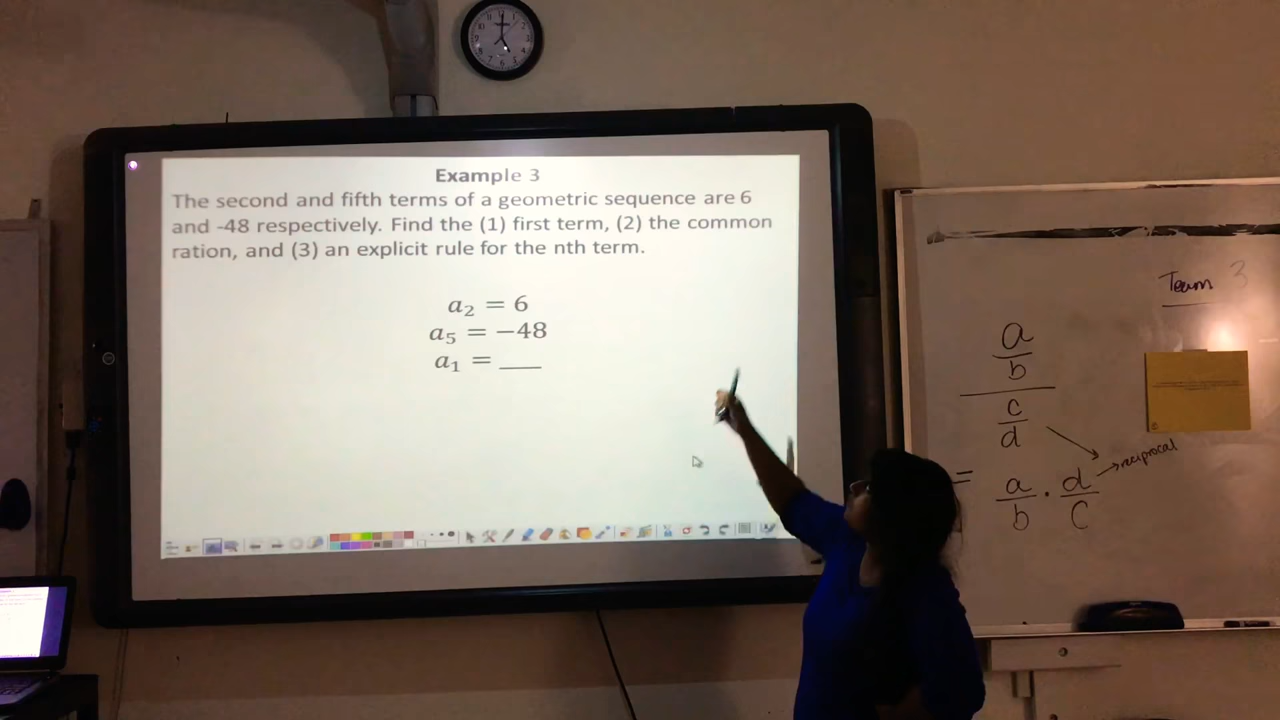 Example 3
The second and fifth terms of a geometric sequence are 6
and -48 respectively. Find the (1) first term, (2) the common
ration, and (3) an explicit rule for the nth term.
a₂ = 6
a₅ = −48
a₁ = ___
Team 3
a
b
c
d
reciprocal
= a/b · d/c